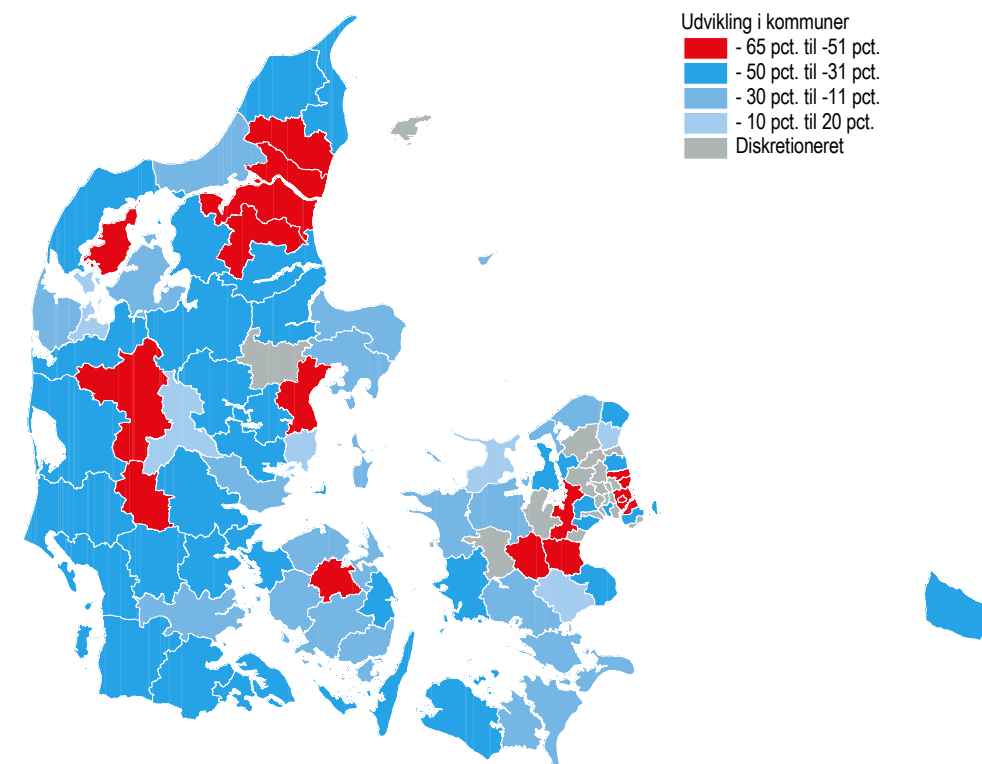 Udvikling i kommuner
- 65 pct. til -51 pct.
- 50 pct. til -31 pct.
- 30 pct. til -11 pct.
- 10 pct. til 20 pct.
Diskretioneret